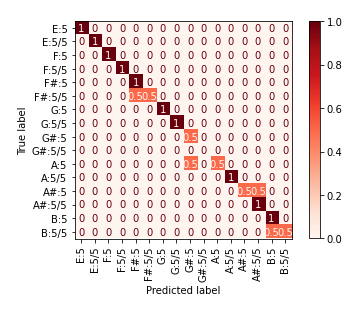 E:5 1 0 0 0 0 0 0 0 0 0 0 0 0 0 0 0
E:5/5 0 1 0 0 0 0 0 0 0 0 0 0 0 0 0 0
F:5 0 0 1 0 0 0 0 0 0 0 0 0 0 0 0 0
F:5/5 0 0 0 1 0 0 0 0 0 0 0 0 0 0 0 0
F#:5 0 0 0 0 1 0 0 0 0 0 0 0 0 0 0 0
F#:5/5 0 0 0 0 0.5 0.5 0 0 0 0 0 0 0 0 0 0
G:5 0 0 0 0 0 0 1 0 0 0 0 0 0 0 0 0
G:5/5 0 0 0 0 0 0 0 1 0 0 0 0 0 0 0 0
G#:5 0 0 0 0 0 0 0 0 0.5 0 0 0 0 0 0 0
G#:5/5 0 0 0 0 0 0 0 0 0 0 0 0 0 0 0 0
A:5 0 0 0 0 0 0 0 0 0.5 0 0.5 0 0 0 0 0
A:5/5 0 0 0 0 0 0 0 0 0 0 0 1 0 0 0 0
A#:5 0 0 0 0 0 0 0 0 0 0 0 0 0.5 0.5 0 0
A#:5/5 0 0 0 0 0 0 0 0 0 0 0 0 0 1 0 0
B:5 0 0 0 0 0 0 0 0 0 0 0 0 0 0 1 0
B:5/5 0 0 0 0 0 0 0 0 0 0 0 0 0 0 0.5 0.5
True label
E:5 E:5/5 F:5 F:5/5 F#:5 F#:5/5 G:5 G:5/5 G#:5 G#:5/5 A:5 A:5/5 A#:5 A#:5/5 B:5 B:5/5
Predicted label
1.0
0.8
0.6
0.4
0.2
0.0